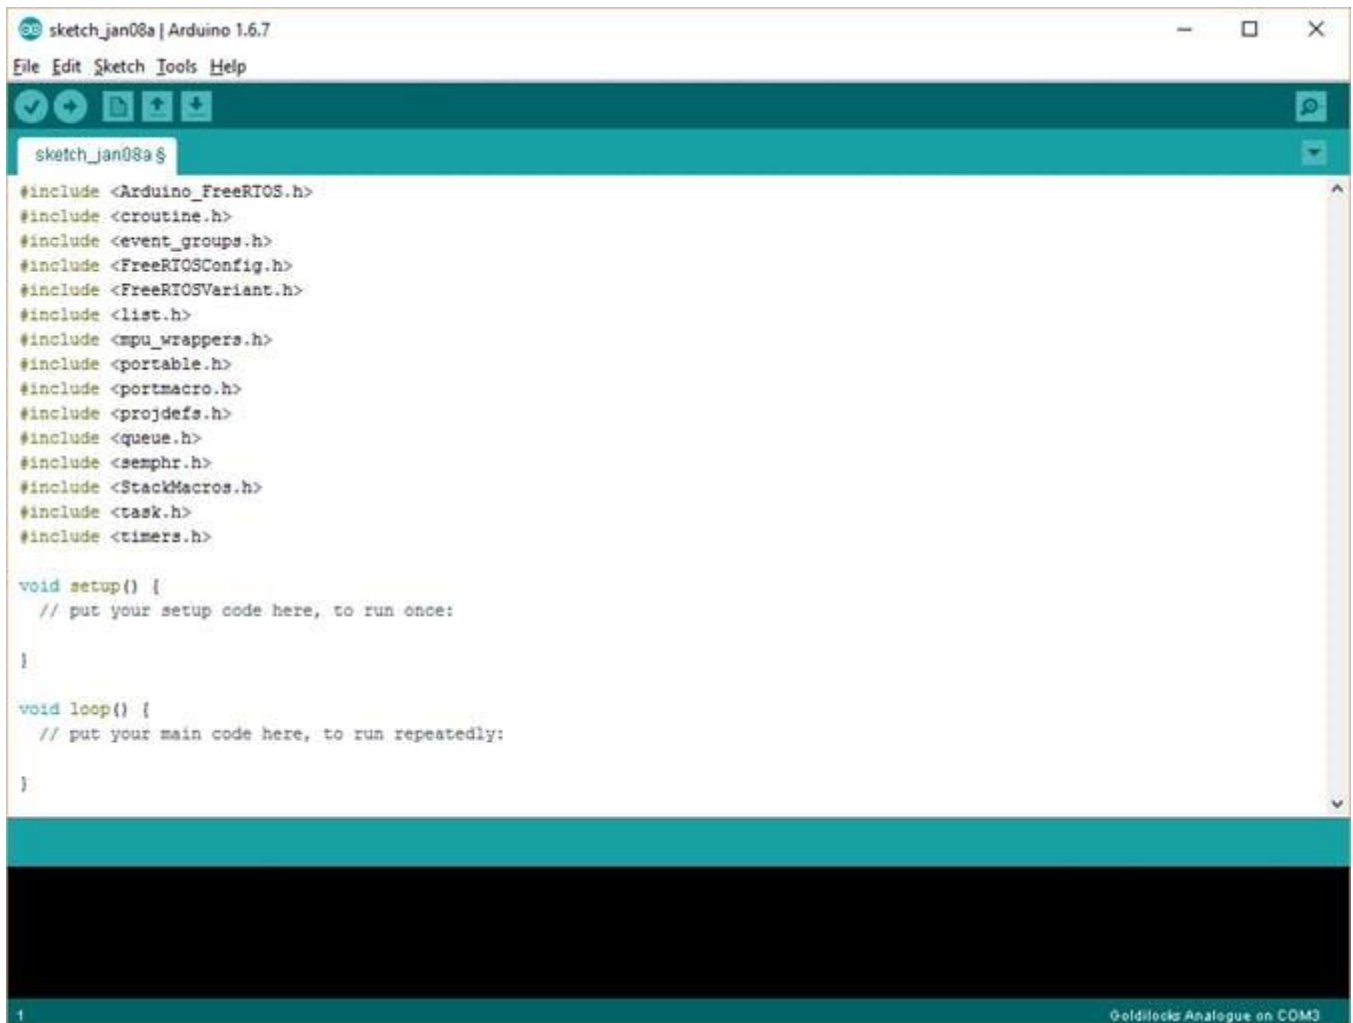 sketch_jan08a | Arduino 1.6.7
File Edit Sketch Tools Help
sketch_jan08a §
#include <Arduino_FreeRTOS.h>
#include <croutine.h>
#include <event_groups.h>
#include <FreeRTOSConfig.h>
#include <FreeRTOSVariant.h>
#include <list.h>
#include <mpu_wrappers.h>
#include <portable.h>
#include <portmacro.h>
#include <projdefs.h>
#include <queue.h>
#include <semphr.h>
#include <StackMacros.h>
#include <task.h>
#include <timers.h>
void setup() {
  // put your setup code here, to run once:
}
void loop() {
  // put your main code here, to run repeatedly:
}
1
Goldilocks Analogue on COM3